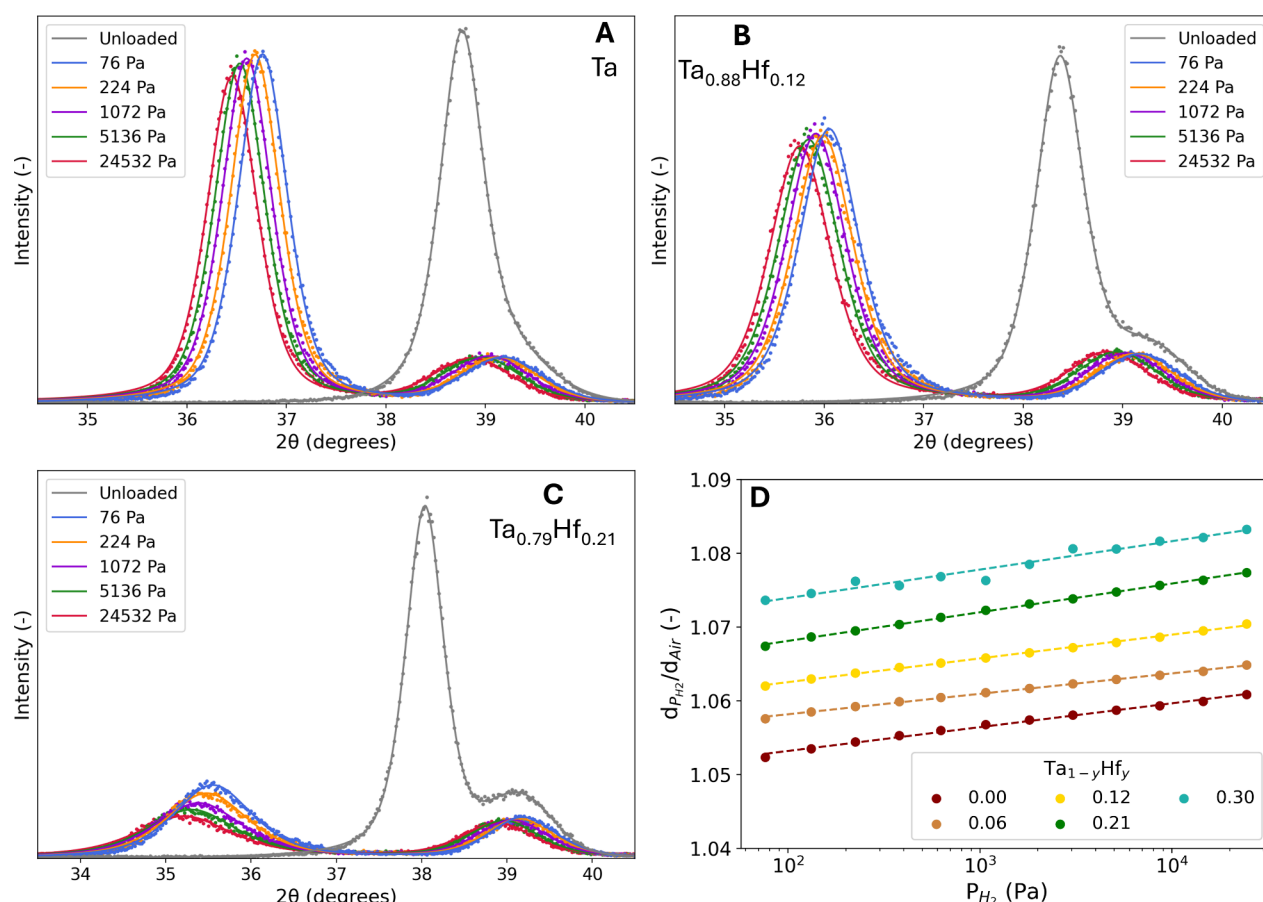 A
Ta
Unloaded
76 Pa
224 Pa
1072 Pa
5136 Pa
24532 Pa
Intensity (-)
35 36 37 38 39 40
2θ (degrees)
B
Ta0.88Hf0.12
Unloaded
76 Pa
224 Pa
1072 Pa
5136 Pa
24532 Pa
Intensity (-)
35 36 37 38 39 40
2θ (degrees)
C
Ta0.79Hf0.21
Unloaded
76 Pa
224 Pa
1072 Pa
5136 Pa
24532 Pa
Intensity (-)
34 35 36 37 38 39 40
2θ (degrees)
D
1.09
1.08
1.07
1.06
1.05
1.04
dPH2/dAir (-)
Ta1−yHfy
0.00 0.12 0.30
0.06 0.21
10² 10³ 10⁴
PH2 (Pa)